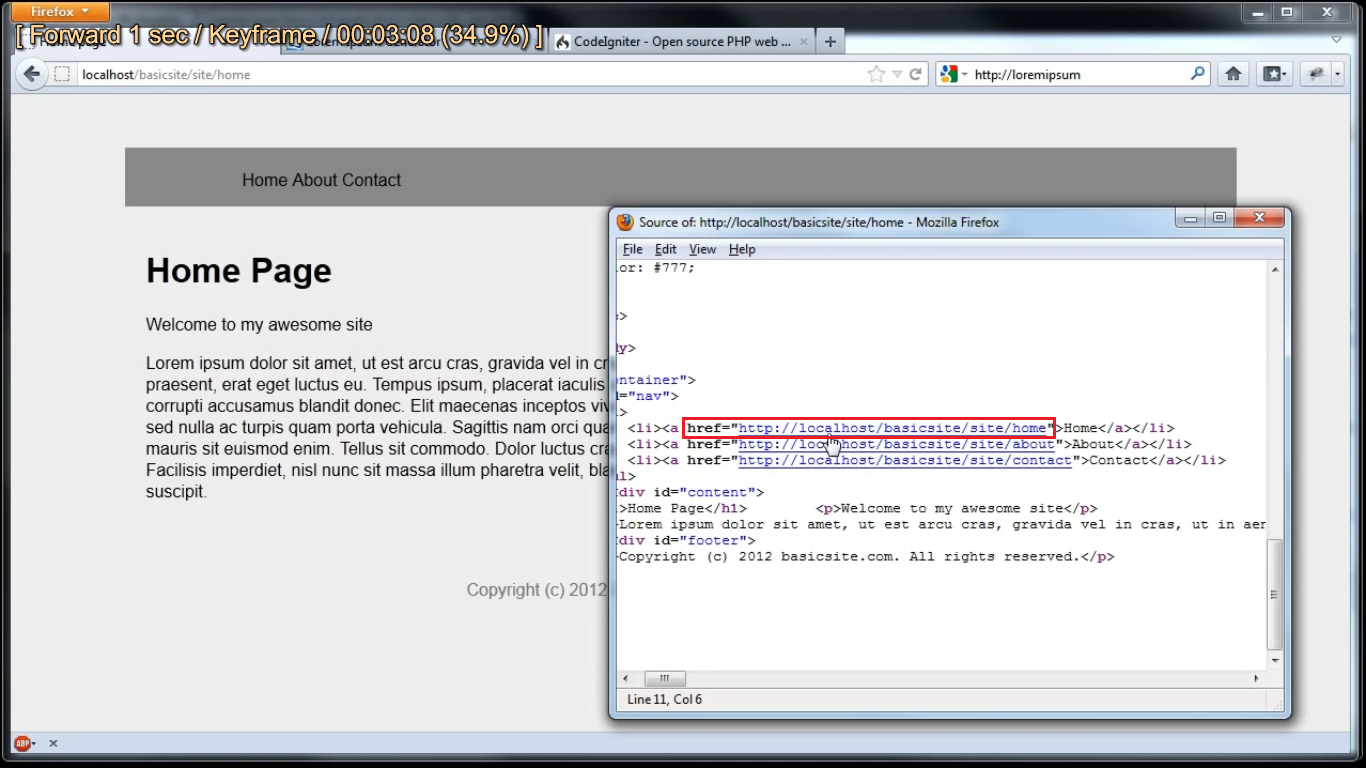 Firefox
[ Forward 1 sec / Keyframe / 00:03:08 (34.9%) ]
CodeIgniter - Open source PHP web ...
localhost/basicsite/site/home
http://loremipsum
Home About Contact
Home Page
Welcome to my awesome site
Lorem ipsum dolor sit amet, ut est arcu cras, gravida vel in cr
praesent, erat eget luctus eu. Tempus ipsum, placerat iaculis
corrupti accusamus blandit donec. Elit maecenas inceptos viv
sed nulla ac turpis quam porta vehicula. Sagittis nam orci qua
mauris sit euismod enim. Tellus sit commodo. Dolor luctus cra
Facilisis imperdiet, nisl nunc sit massa illum pharetra velit, bla
suscipit.
Copyright (c) 2012
Source of: http://localhost/basicsite/site/home - Mozilla Firefox
File Edit View Help
or: #777;
>
dy>
ontainer">
d="nav">
>
<li><a href="http://localhost/basicsite/site/home">Home</a></li>
<li><a href="http://localhost/basicsite/site/about">About</a></li>
<li><a href="http://localhost/basicsite/site/contact">Contact</a></li>
l>
div id="content">
>Home Page</h1> <p>Welcome to my awesome site</p>
>Lorem ipsum dolor sit amet, ut est arcu cras, gravida vel in cras, ut in aen
div id="footer">
>Copyright (c) 2012 basicsite.com. All rights reserved.</p>
Line 11, Col 6
ABP